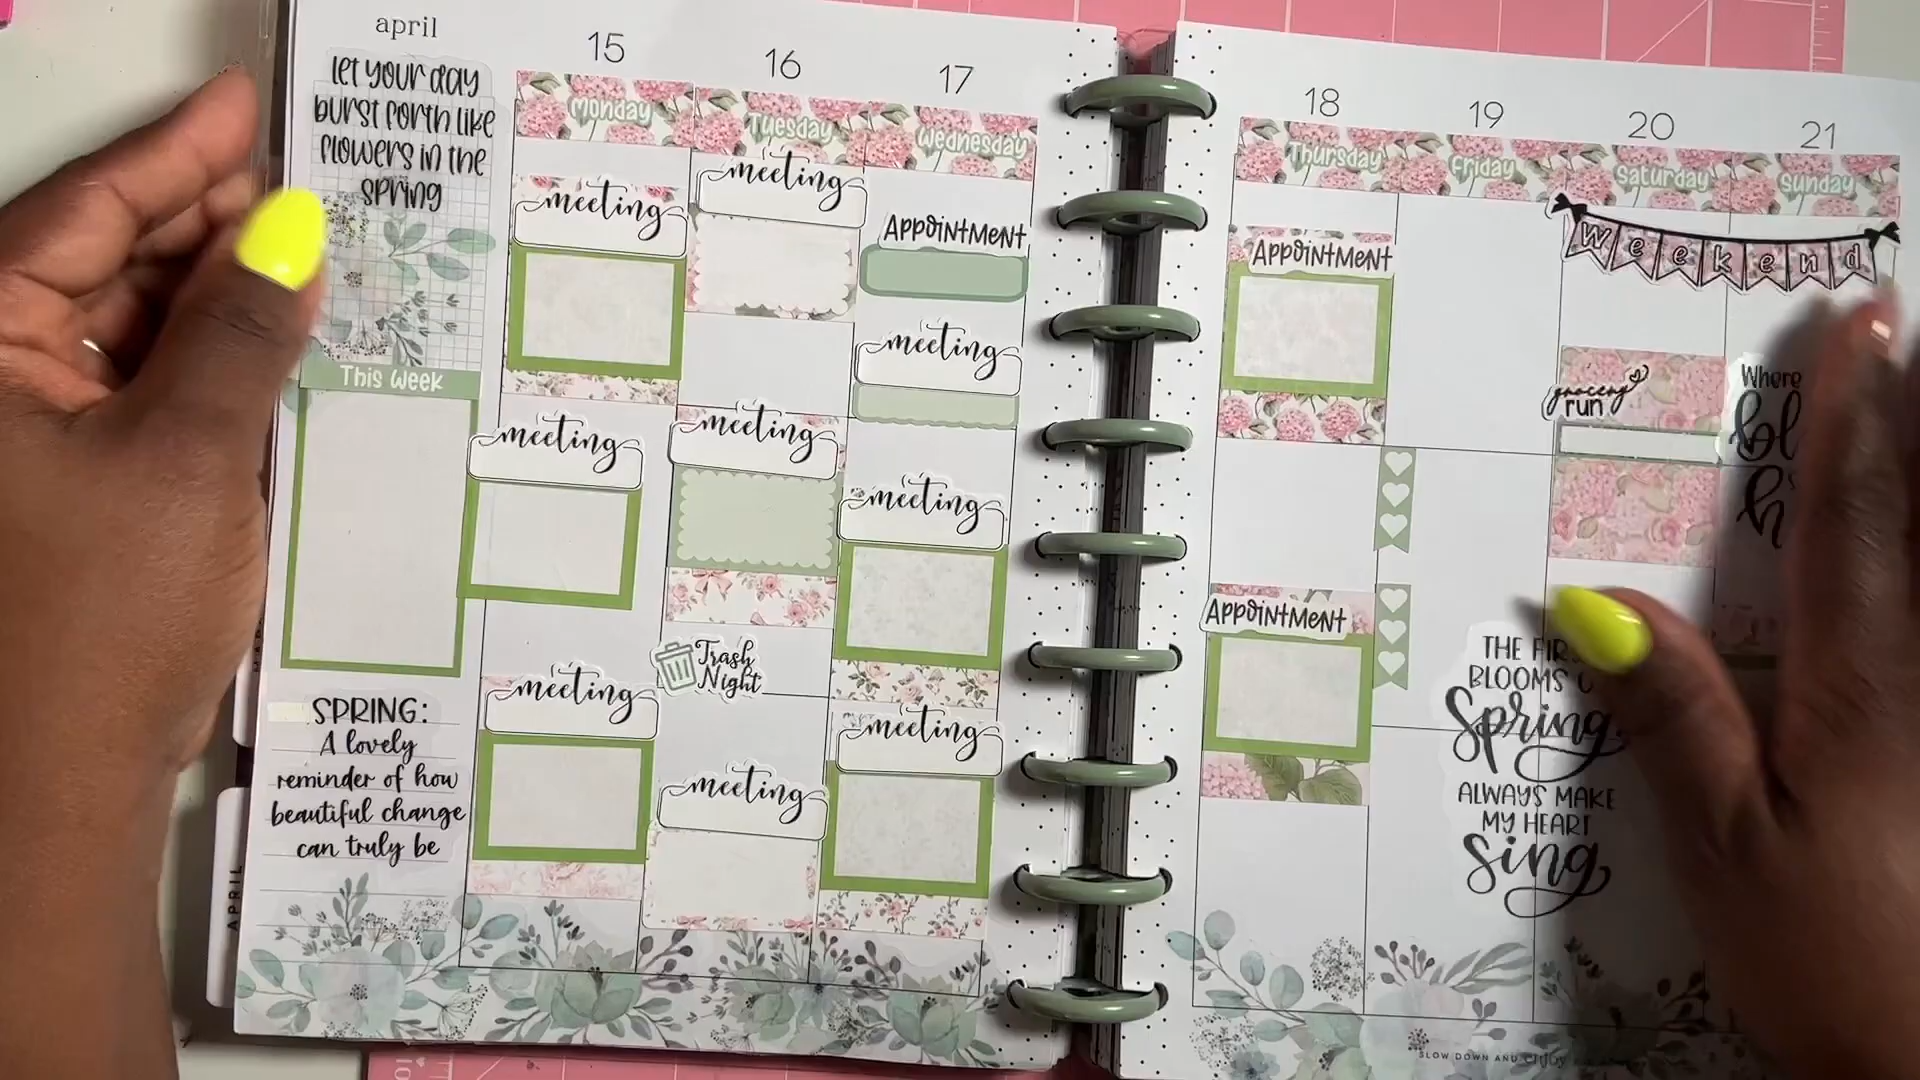 april
15
16
17
18
19
20
21
let your day
burst forth like
flowers in the
spring
Monday
Tuesday
Wednesday
Thursday
Friday
Saturday
Sunday
meeting
meeting
Appointment
Appointment
weekend
This Week
meeting
grocery
run
Where
meeting
meeting
meeting
Appointment
Trash
Night
meeting
meeting
meeting
SPRING:
A lovely
reminder of how
beautiful change
can truly be
THE
BLOOMS
Spring
ALWAYS MAKE
MY HEART
Sing
APRIL
SLOW DOWN AND enjoy